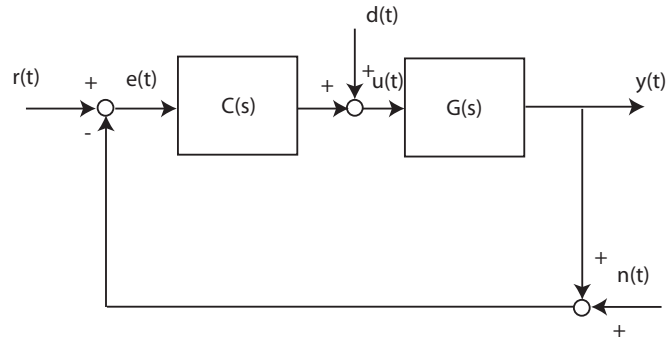 d(t)
r(t)
+
e(t)
C(s)
+
+
u(t)
G(s)
y(t)
-
+
n(t)
+